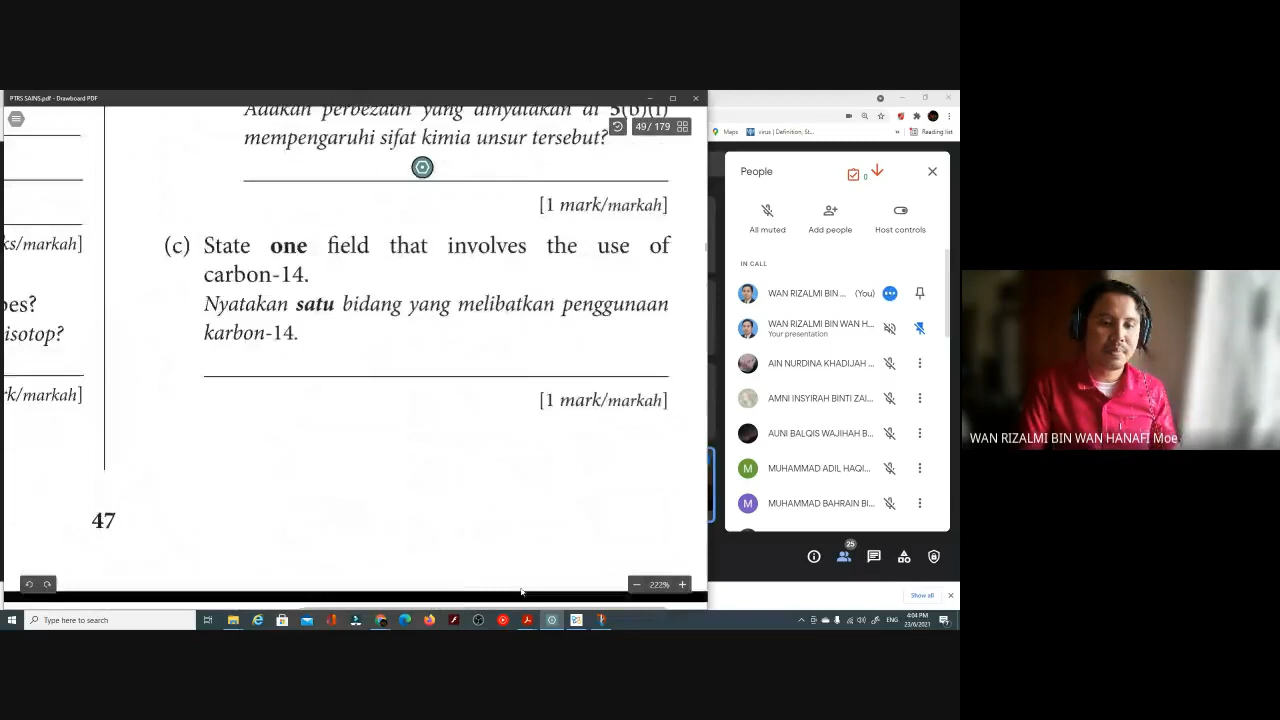 PTRS SAINS.pdf - Drawboard PDF
Adakah perbezaan yang dinyatakan di 5(b)(i)
mempengaruhi sifat kimia unsur tersebut?
49 / 179
[1 mark/markah]
(c) State one field that involves the use of
carbon-14.
Nyatakan satu bidang yang melibatkan penggunaan
karbon-14.
[1 mark/markah]
ks/markah]
oes?
isotop?
rk/markah]
47
222%
Maps
virus | Definition, St...
Reading list
People
0
All muted
Add people
Host controls
IN CALL
WAN RIZALMI BIN ... (You)
WAN RIZALMI BIN WAN H...
Your presentation
AIN NURDINA KHADIJAH ...
AMNI INSYIRAH BINTI ZAI...
AUNI BALQIS WAJIHAH B...
M
MUHAMMAD ADIL HAQI...
M
MUHAMMAD BAHRAIN BI...
25
Show all
Type here to search
ENG
4:04 PM
23/6/2021
WAN RIZALMI BIN WAN HANAFI Moe